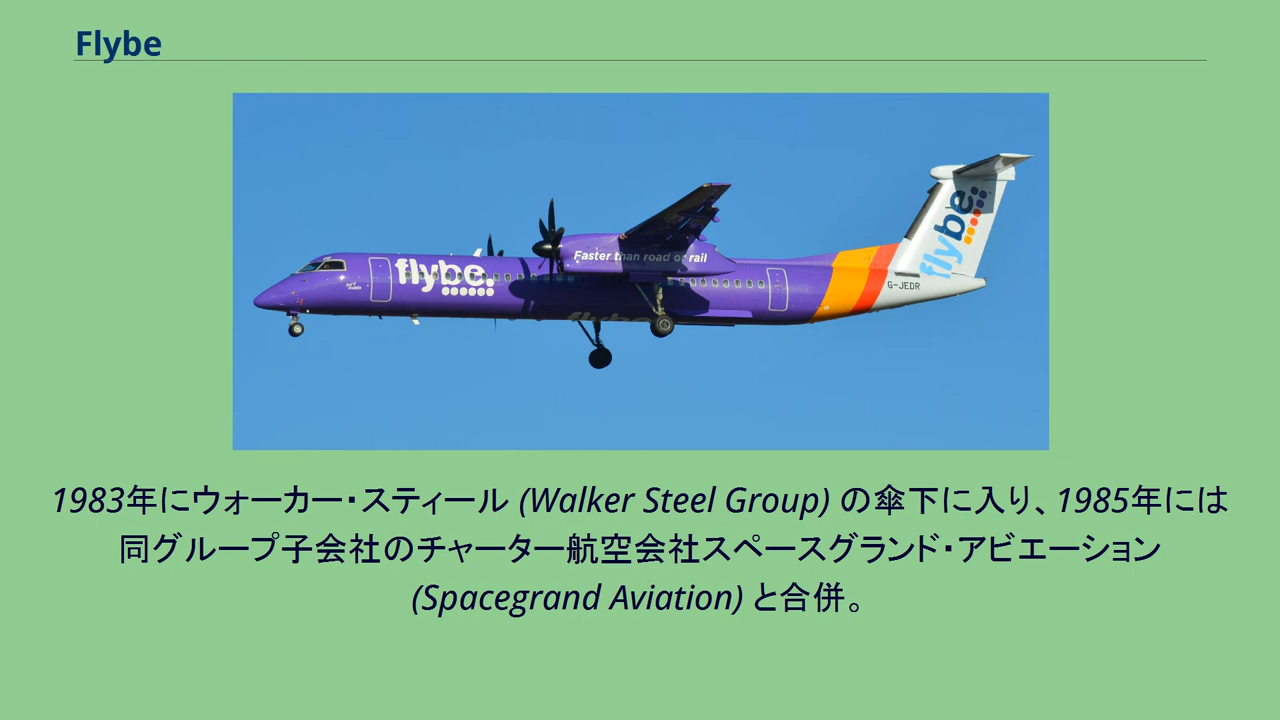 Flybe
flybe.
Faster than road or rail
flybe.
G-JEDR
1983年にウォーカー・スティール (Walker Steel Group) の傘下に入り、1985年には
同グループ子会社のチャーター航空会社スペースグランド・アビエーション
(Spacegrand Aviation) と合併。